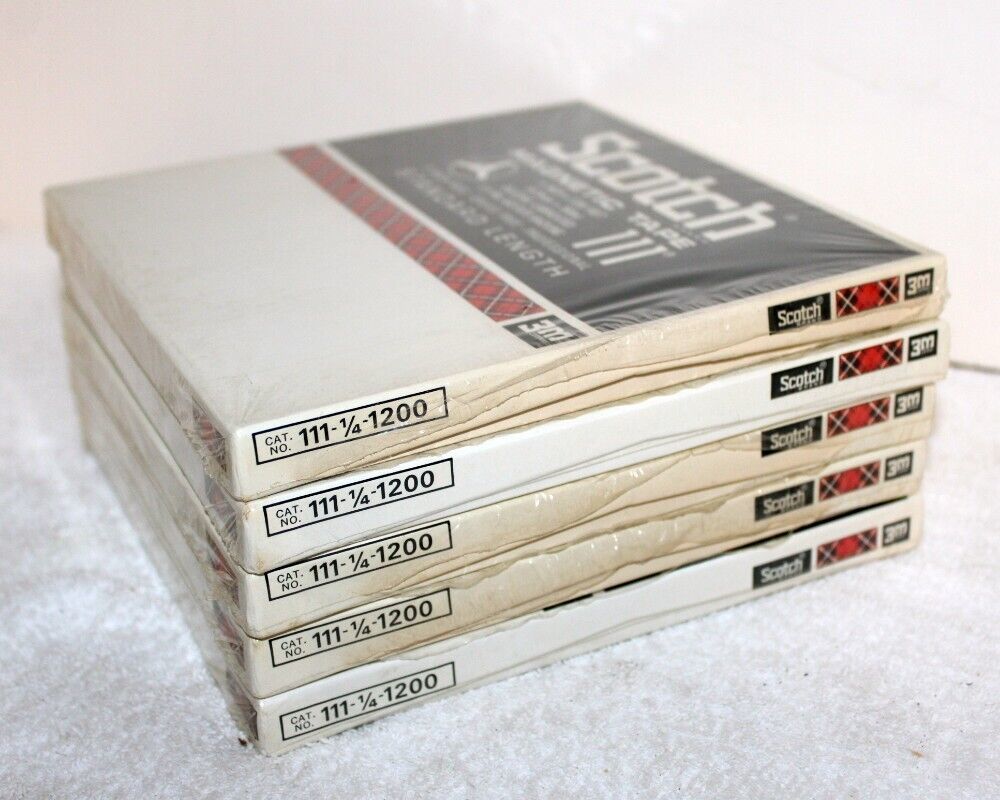 Scotch®
MAGNETIC TAPE
111®
STANDARD LENGTH
3M
Scotch® 3M
CAT. NO. 111-¼-1200
Scotch® 3M
CAT. NO. 111-¼-1200
Scotch 3M
CAT. NO. 111-¼-1200
Scotch 3M
CAT. NO. 111-¼-1200
Scotch 3M
CAT. NO. 111-¼-1200